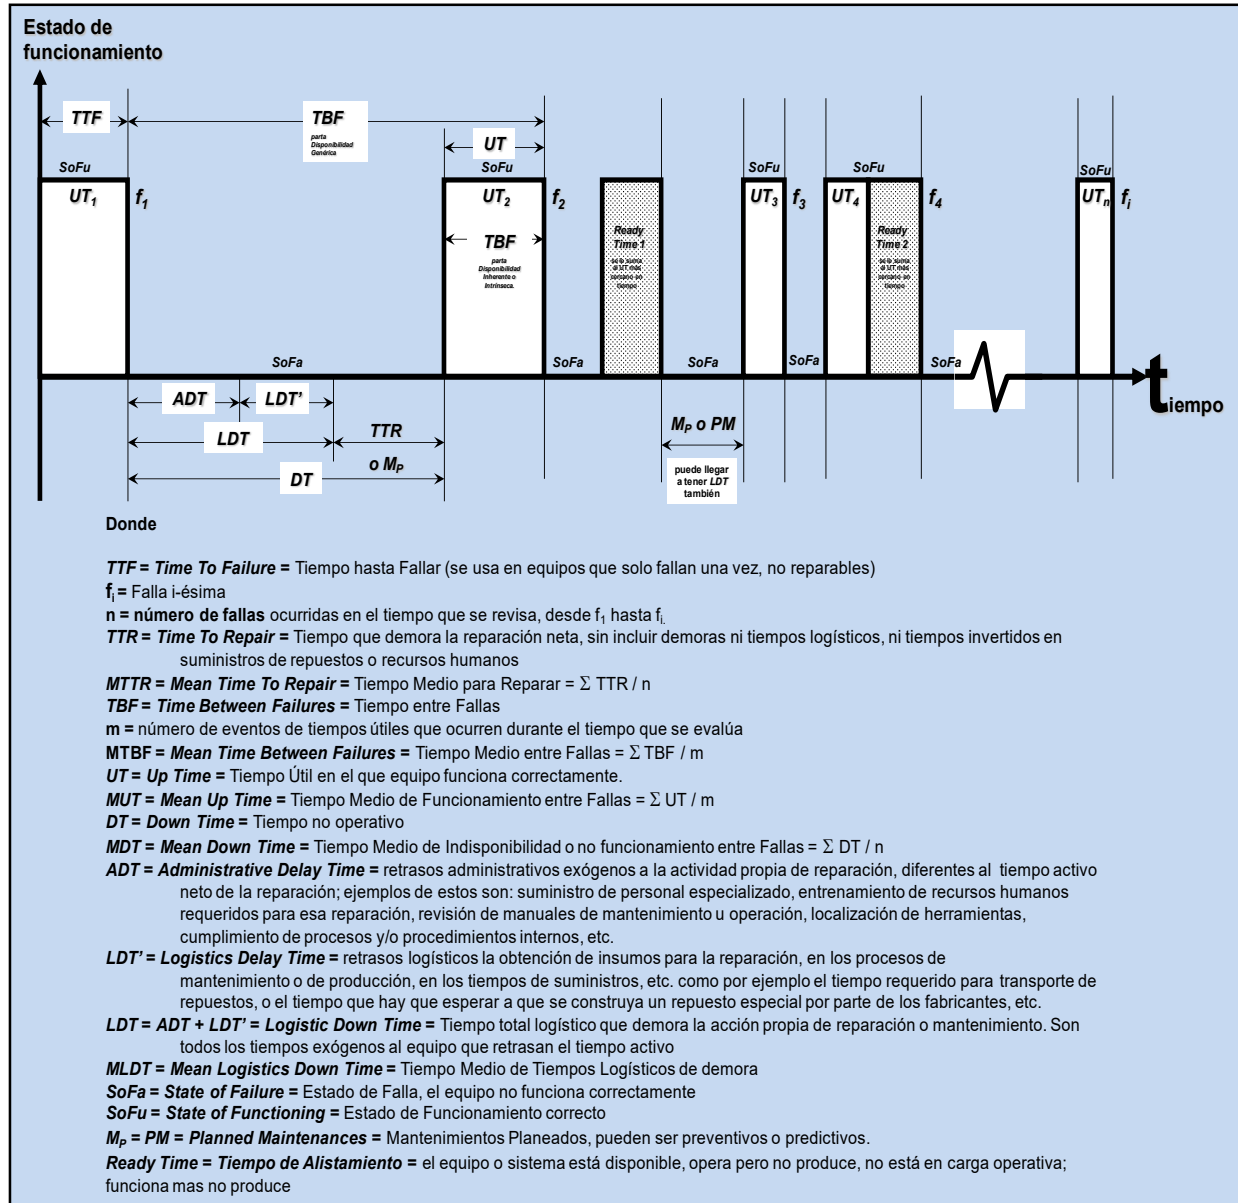 Estado de
funcionamiento
TTF
TBF
parta
Disponibilidad
Genérica
UT
SoFu
SoFu
SoFu
SoFu
UT1
f1
UT2
f2
UT3
f3
UT4
f4
UTn
fi
TBF
parta
Disponibilidad
Inherente o
Intrínseca.
Ready
Time 1
se le suma
al UT más
cercano en
tiempo
Ready
Time 2
se le suma
al UT más
cercano en
tiempo
SoFa
SoFa
SoFa
SoFa
SoFa
tiempo
ADT
LDT’
LDT
TTR
o MP
DT
MP o PM
puede llegar
a tener LDT
también
Donde
TTF = Time To Failure = Tiempo hasta Fallar (se usa en equipos que solo fallan una vez, no reparables)
fi = Falla i-ésima
n = número de fallas ocurridas en el tiempo que se revisa, desde f1 hasta fi.
TTR = Time To Repair = Tiempo que demora la reparación neta, sin incluir demoras ni tiempos logísticos, ni tiempos invertidos en
suministros de repuestos o recursos humanos
MTTR = Mean Time To Repair = Tiempo Medio para Reparar = Σ TTR / n
TBF = Time Between Failures = Tiempo entre Fallas
m = número de eventos de tiempos útiles que ocurren durante el tiempo que se evalúa
MTBF = Mean Time Between Failures = Tiempo Medio entre Fallas = Σ TBF / m
UT = Up Time = Tiempo Útil en el que equipo funciona correctamente.
MUT = Mean Up Time = Tiempo Medio de Funcionamiento entre Fallas = Σ UT / m
DT = Down Time = Tiempo no operativo
MDT = Mean Down Time = Tiempo Medio de Indisponibilidad o no funcionamiento entre Fallas = Σ DT / n
ADT = Administrative Delay Time = retrasos administrativos exógenos a la actividad propia de reparación, diferentes al tiempo activo
neto de la reparación; ejemplos de estos son: suministro de personal especializado, entrenamiento de recursos humanos
requeridos para esa reparación, revisión de manuales de mantenimiento u operación, localización de herramientas,
cumplimiento de procesos y/o procedimientos internos, etc.
LDT’ = Logistics Delay Time = retrasos logísticos la obtención de insumos para la reparación, en los procesos de
mantenimiento o de producción, en los tiempos de suministros, etc. como por ejemplo el tiempo requerido para transporte de
repuestos, o el tiempo que hay que esperar a que se construya un repuesto especial por parte de los fabricantes, etc.
LDT = ADT + LDT’ = Logistic Down Time = Tiempo total logístico que demora la acción propia de reparación o mantenimiento. Son
todos los tiempos exógenos al equipo que retrasan el tiempo activo
MLDT = Mean Logistics Down Time = Tiempo Medio de Tiempos Logísticos de demora
SoFa = State of Failure = Estado de Falla, el equipo no funciona correctamente
SoFu = State of Functioning = Estado de Funcionamiento correcto
MP = PM = Planned Maintenances = Mantenimientos Planeados, pueden ser preventivos o predictivos.
Ready Time = Tiempo de Alistamiento = el equipo o sistema está disponible, opera pero no produce, no está en carga operativa;
funciona mas no produce